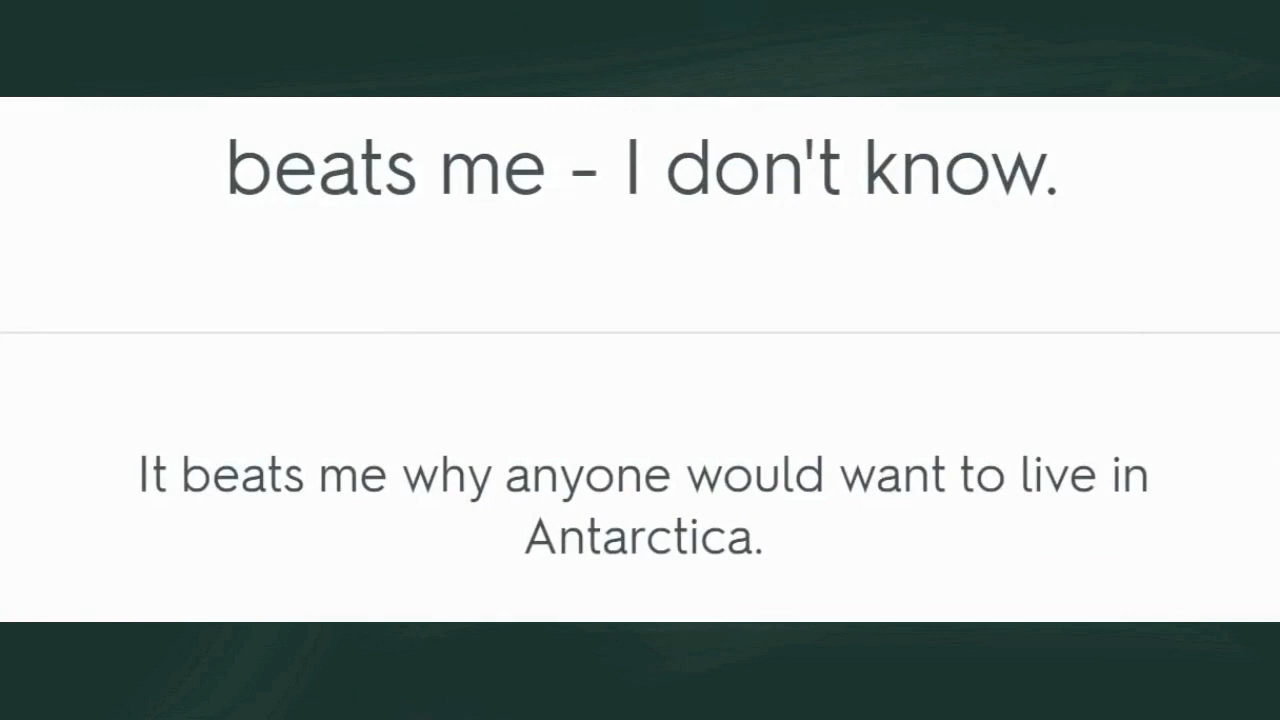 beats me - I don't know.
It beats me why anyone would want to live in
Antarctica.